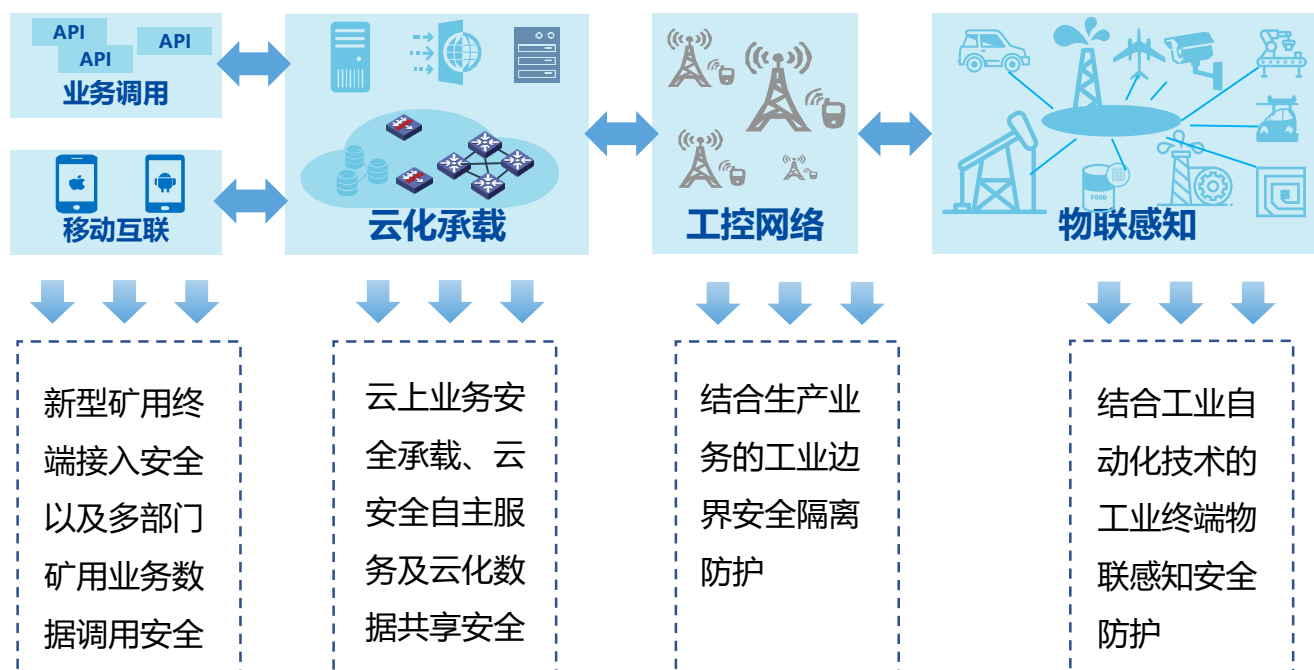 API
API
API
业务调用
移动互联
云化承载
工控网络
FOOD
物联感知
新型矿用终
端接入安全
以及多部门
矿用业务数
据调用安全
云上业务安
全承载、云
安全自主服
务及云化数
据共享安全
结合生产业
务的工业边
界安全隔离
防护
结合工业自
动化技术的
工业终端物
联感知安全
防护